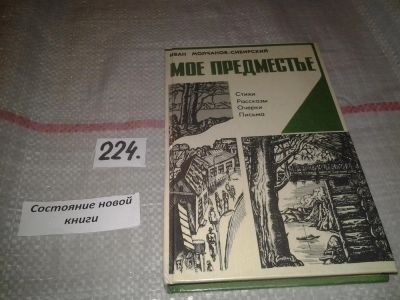 ИВАН МОЛЧАНОВ-СИБИРСКИЙ
МОЕ ПРЕДМЕСТЬЕ
Стихи
Рассказы
Очерки
Письма
224.
Состояние новой
книги